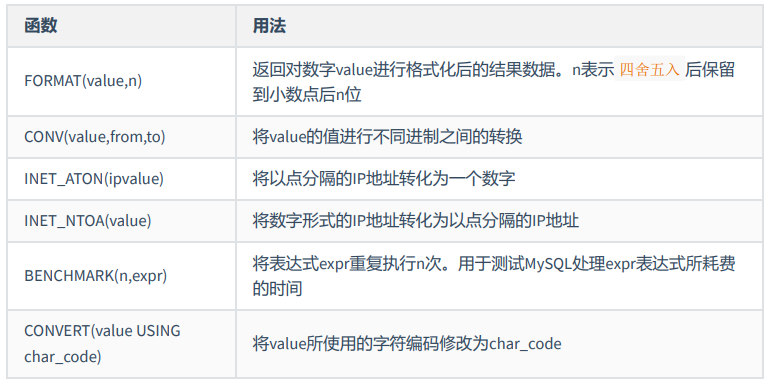 函数 用法
FORMAT(value,n) 返回对数字value进行格式化后的结果数据。n表示 四舍五入 后保留
到小数点后n位
CONV(value,from,to) 将value的值进行不同进制之间的转换
INET_ATON(ipvalue) 将以点分隔的IP地址转化为一个数字
INET_NTOA(value) 将数字形式的IP地址转化为以点分隔的IP地址
BENCHMARK(n,expr) 将表达式expr重复执行n次。用于测试MySQL处理expr表达式所耗费
的时间
CONVERT(value USING
char_code) 将value所使用的字符编码修改为char_code